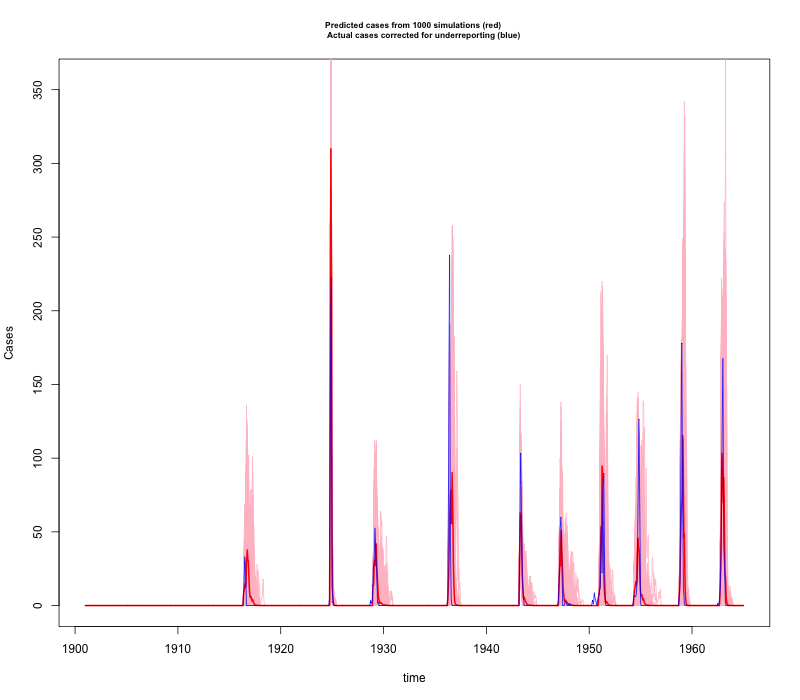 Predicted cases from 1000 simulations (red)
Actual cases corrected for underreporting (blue)
350
300
250
200
150
100
50
0
Cases
1900 1910 1920 1930 1940 1950 1960
time